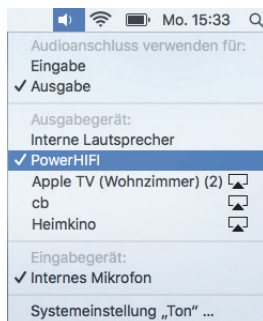 Mo. 15:33
Audioanschluss verwenden für:
Eingabe
✓ Ausgabe
Ausgabegerät:
Interne Lautsprecher
✓ PowerHIFI
Apple TV (Wohnzimmer) (2)
cb
Heimkino
Eingabegerät:
✓ Internes Mikrofon
Systemeinstellung „Ton“ ...